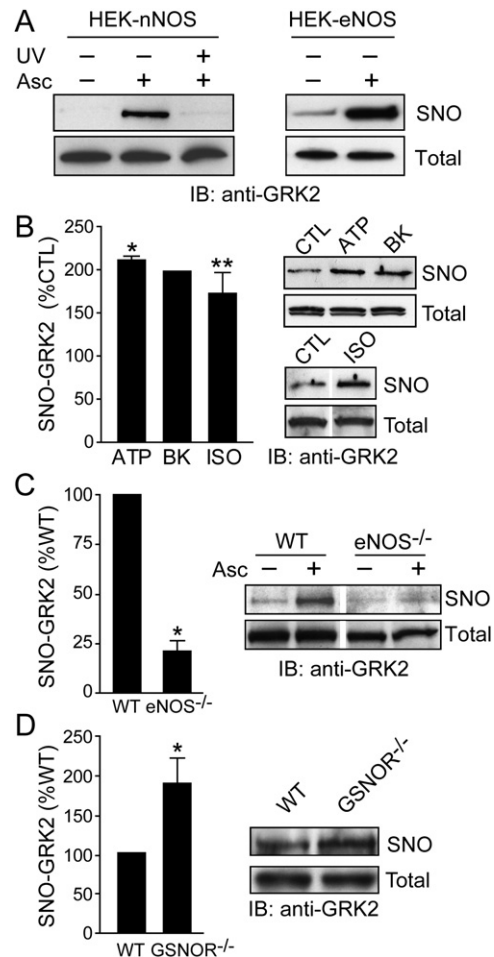 A
HEK-nNOS
HEK-eNOS
UV − − +
Asc − + +
− +
SNO
Total
IB: anti-GRK2
B
SNO-GRK2 (%CTL)
250
200
150
100
50
0
* **
ATP BK ISO
CTL ATP BK
SNO
Total
CTL ISO
SNO
Total
IB: anti-GRK2
C
SNO-GRK2 (%WT)
100
75
50
25
0
*
WT eNOS-/-
WT eNOS-/-
Asc − + − +
SNO
Total
IB: anti-GRK2
D
SNO-GRK2 (%WT)
250
200
150
100
50
0
*
WT GSNOR-/-
WT GSNOR-/-
SNO
Total
IB: anti-GRK2